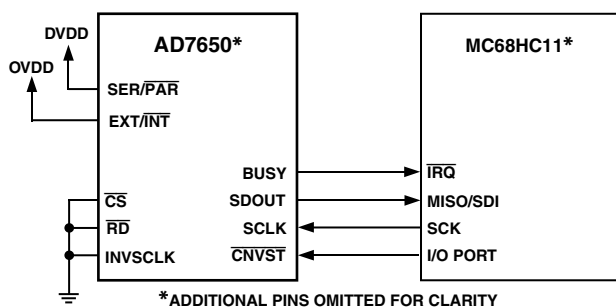 DVDD
AD7650*
MC68HC11*
OVDD
SER/PAR
EXT/INT
BUSY
IRQ
CS
SDOUT
MISO/SDI
RD
SCLK
SCK
INVSCLK
CNVST
I/O PORT
*ADDITIONAL PINS OMITTED FOR CLARITY